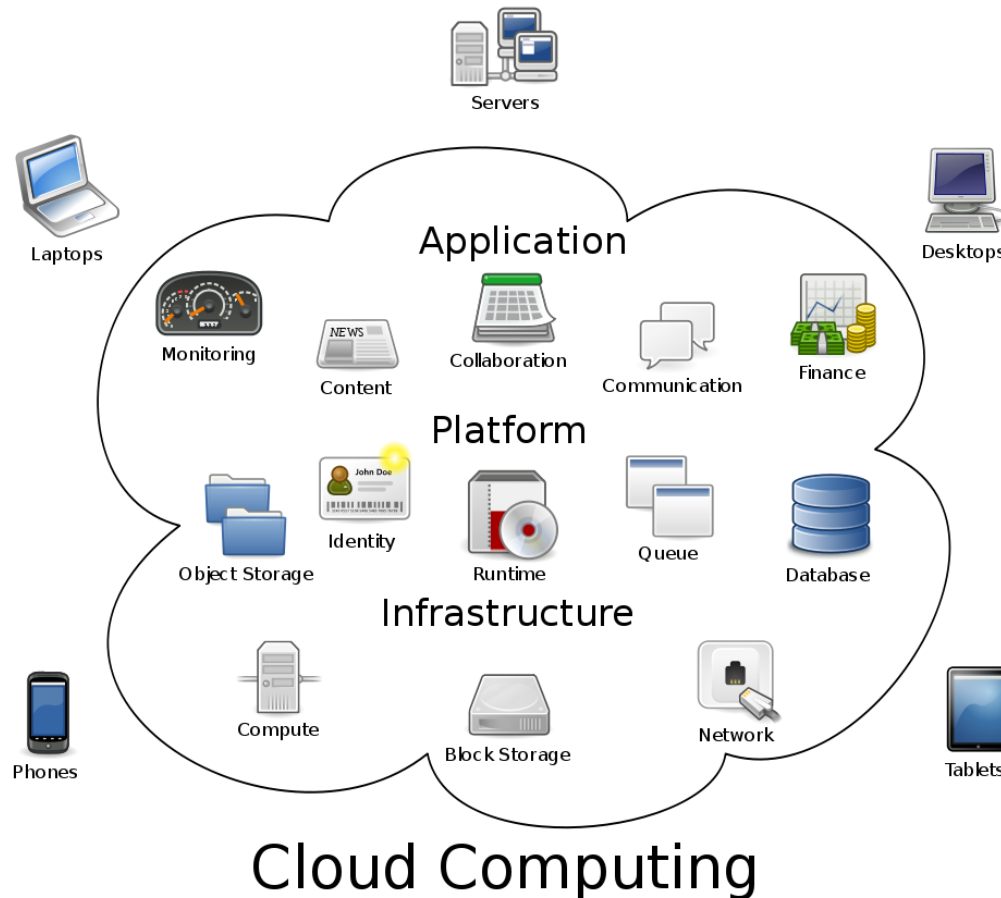 Servers
Laptops
Desktops
Application
Monitoring
NEWS
Content
Collaboration
Communication
Finance
Platform
John Doe
Object Storage
Identity
Runtime
Queue
Database
Infrastructure
Compute
Block Storage
Network
Phones
Tablets
Cloud Computing